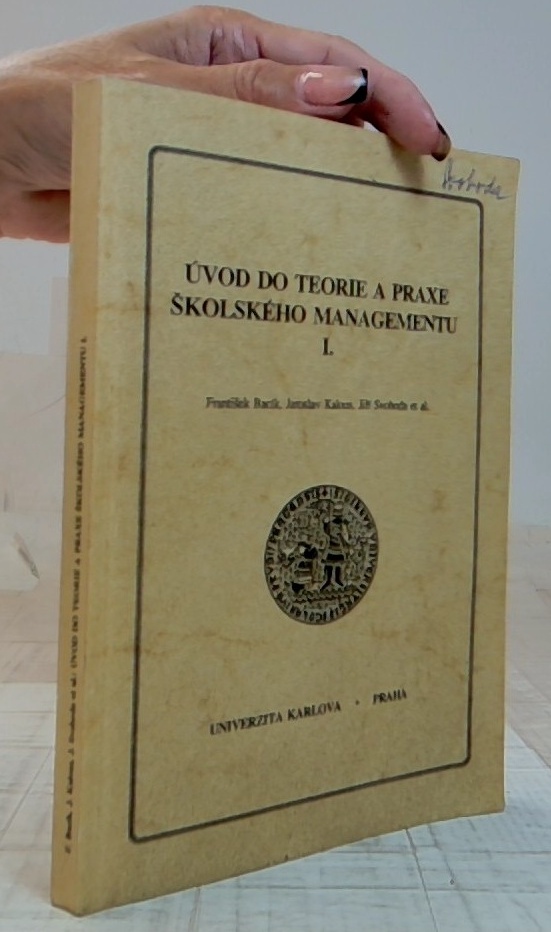 Svoboda
ÚVOD DO TEORIE A PRAXE
ŠKOLSKÉHO MANAGEMENTU
I.
František Bacík, Jaroslav Kalous, Jiří Svoboda et al.
UNIVERZITA KARLOVA • PRAHA
F. Bacík, J. Kalous, J. Svoboda et al.: ÚVOD DO TEORIE A PRAXE ŠKOLSKÉHO MANAGEMENTU I.